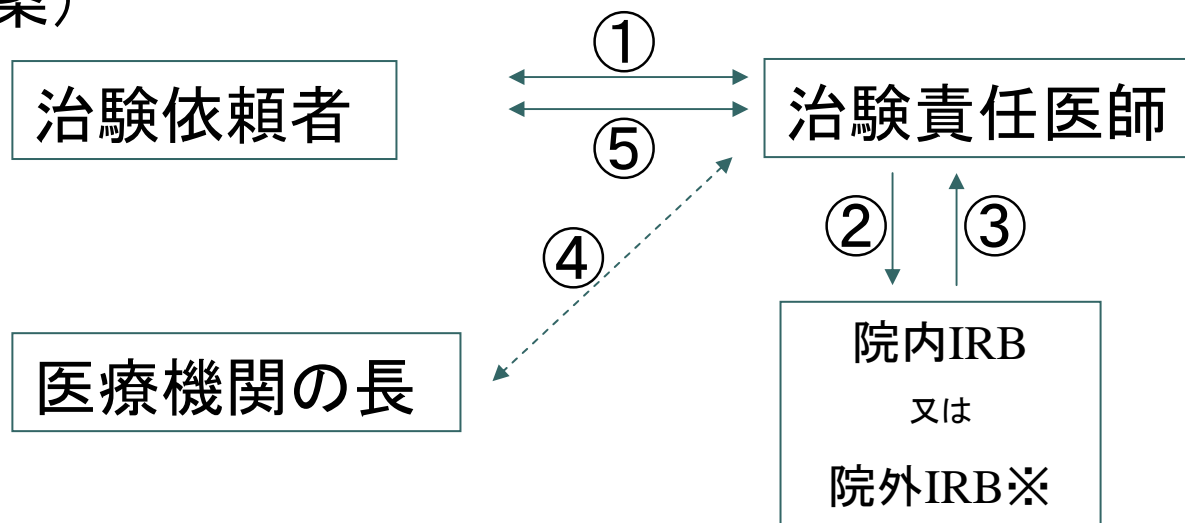 案）
①
治験依頼者
治験責任医師
⑤
②
③
④
医療機関の長
院内IRB
又は
院外IRB※